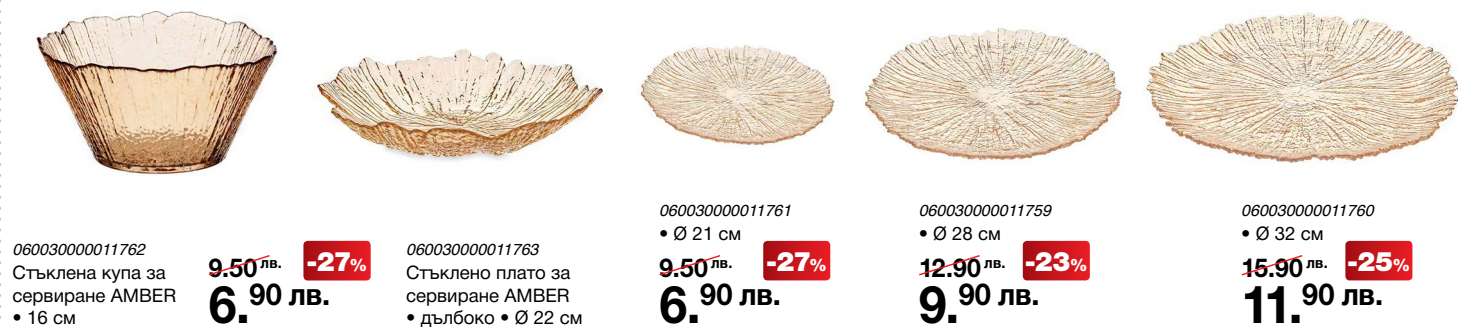 060030000011762
Стъклена купа за
сервиране AMBER
• 16 см
9.50 лв.
-27%
6.90 лв.
060030000011763
Стъклено плато за
сервиране AMBER
• дълбоко • Ø 22 см
060030000011761
• Ø 21 см
9.50 лв.
-27%
6.90 лв.
060030000011759
• Ø 28 см
12.90 лв.
-23%
9.90 лв.
060030000011760
• Ø 32 см
15.90 лв.
-25%
11.90 лв.